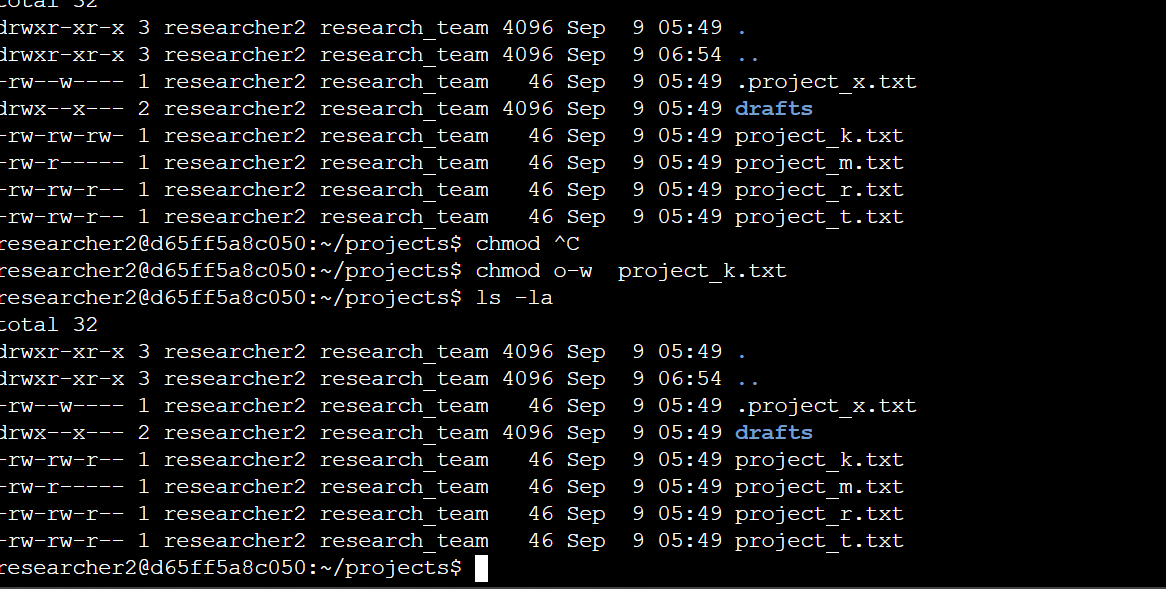 total 32
drwxr-xr-x 3 researcher2 research_team 4096 Sep  9 05:49 .
drwxr-xr-x 3 researcher2 research_team 4096 Sep  9 06:54 ..
-rw--w---- 1 researcher2 research_team   46 Sep  9 05:49 .project_x.txt
drwx--x--- 2 researcher2 research_team 4096 Sep  9 05:49 drafts
-rw-rw-rw- 1 researcher2 research_team   46 Sep  9 05:49 project_k.txt
-rw-r----- 1 researcher2 research_team   46 Sep  9 05:49 project_m.txt
-rw-rw-r-- 1 researcher2 research_team   46 Sep  9 05:49 project_r.txt
-rw-rw-r-- 1 researcher2 research_team   46 Sep  9 05:49 project_t.txt
researcher2@d65ff5a8c050:~/projects$ chmod ^C
researcher2@d65ff5a8c050:~/projects$ chmod o-w  project_k.txt
researcher2@d65ff5a8c050:~/projects$ ls -la
total 32
drwxr-xr-x 3 researcher2 research_team 4096 Sep  9 05:49 .
drwxr-xr-x 3 researcher2 research_team 4096 Sep  9 06:54 ..
-rw--w---- 1 researcher2 research_team   46 Sep  9 05:49 .project_x.txt
drwx--x--- 2 researcher2 research_team 4096 Sep  9 05:49 drafts
-rw-rw-r-- 1 researcher2 research_team   46 Sep  9 05:49 project_k.txt
-rw-r----- 1 researcher2 research_team   46 Sep  9 05:49 project_m.txt
-rw-rw-r-- 1 researcher2 research_team   46 Sep  9 05:49 project_r.txt
-rw-rw-r-- 1 researcher2 research_team   46 Sep  9 05:49 project_t.txt
researcher2@d65ff5a8c050:~/projects$